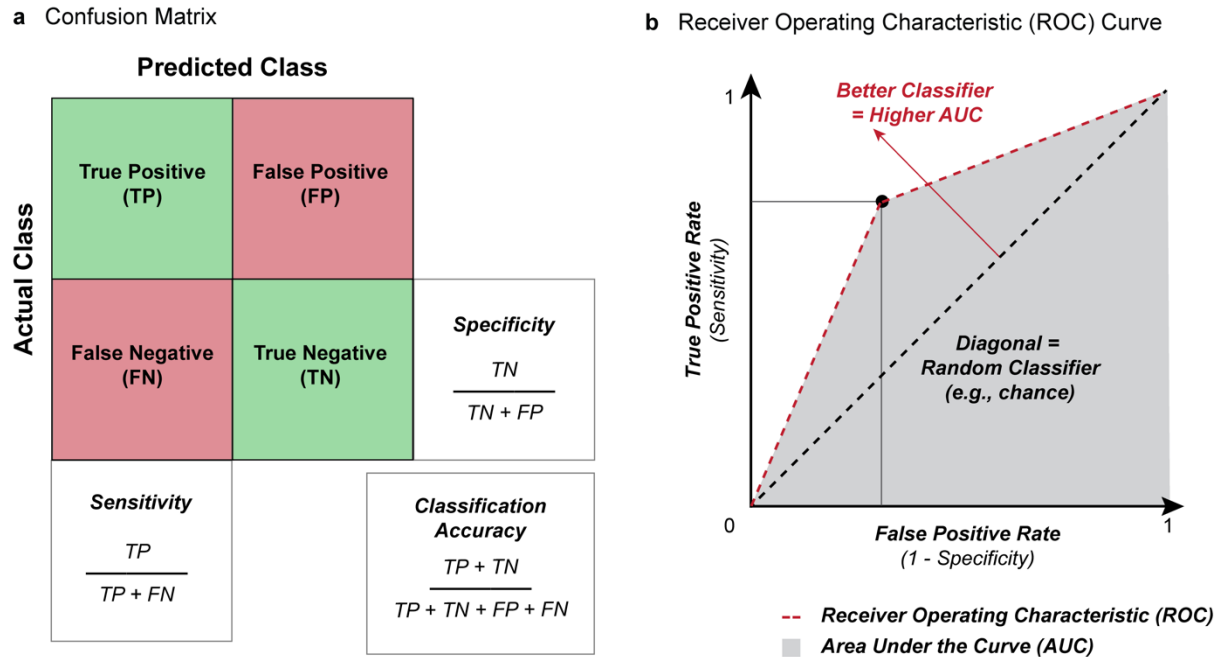 a Confusion Matrix
Predicted Class
Actual Class
True Positive
(TP)
False Positive
(FP)
False Negative
(FN)
True Negative
(TN)
Specificity
TN
TN + FP
Sensitivity
TP
TP + FN
Classification
Accuracy
TP + TN
TP + TN + FP + FN
b Receiver Operating Characteristic (ROC) Curve
1
Better Classifier
= Higher AUC
True Positive Rate
(Sensitivity)
Diagonal =
Random Classifier
(e.g., chance)
0
1
False Positive Rate
(1 - Specificity)
Receiver Operating Characteristic (ROC)
Area Under the Curve (AUC)